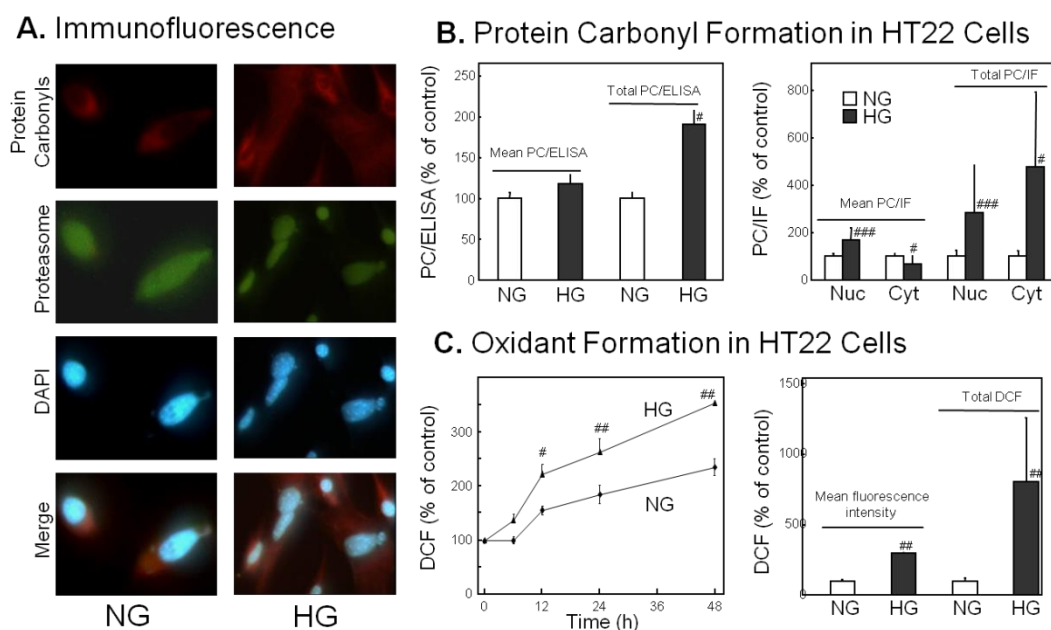 A. Immunofluorescence
Protein
Carbonyls
Proteasome
DAPI
Merge
NG
HG
B. Protein Carbonyl Formation in HT22 Cells
PC/ELISA (% of control)
250
200
150
100
50
0
Total PC/ELISA
#
Mean PC/ELISA
NG
HG
NG
HG
PC/IF (% of control)
800
600
400
200
0
Total PC/IF
NG
HG
#
###
Mean PC/IF
###
#
Nuc
Cyt
Nuc
Cyt
C. Oxidant Formation in HT22 Cells
DCF (% of control)
300
200
100
0
HG
##
##
#
NG
0
12
24
36
48
Time (h)
DCF (% of control)
1500
1000
500
0
Total DCF
##
Mean fluorescence
intensity
##
NG
HG
NG
HG